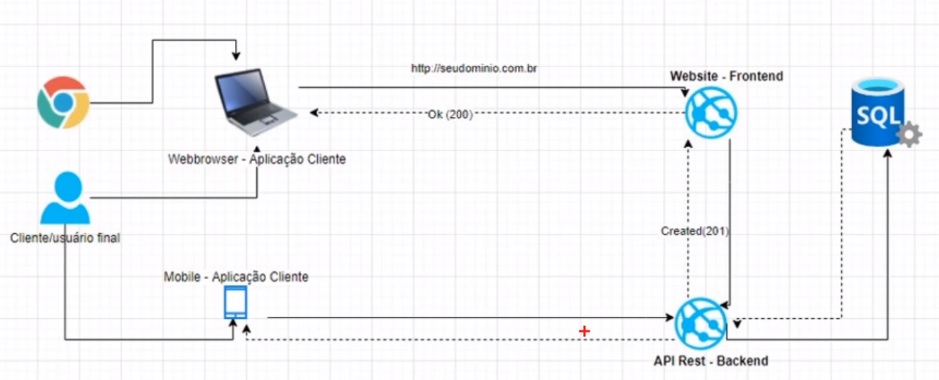 http://seudominio.com.br
Website - Frontend
Ok (200)
SQL
Webbrowser - Aplicação Cliente
Cliente/usuário final
Created(201)
Mobile - Aplicação Cliente
API Rest - Backend